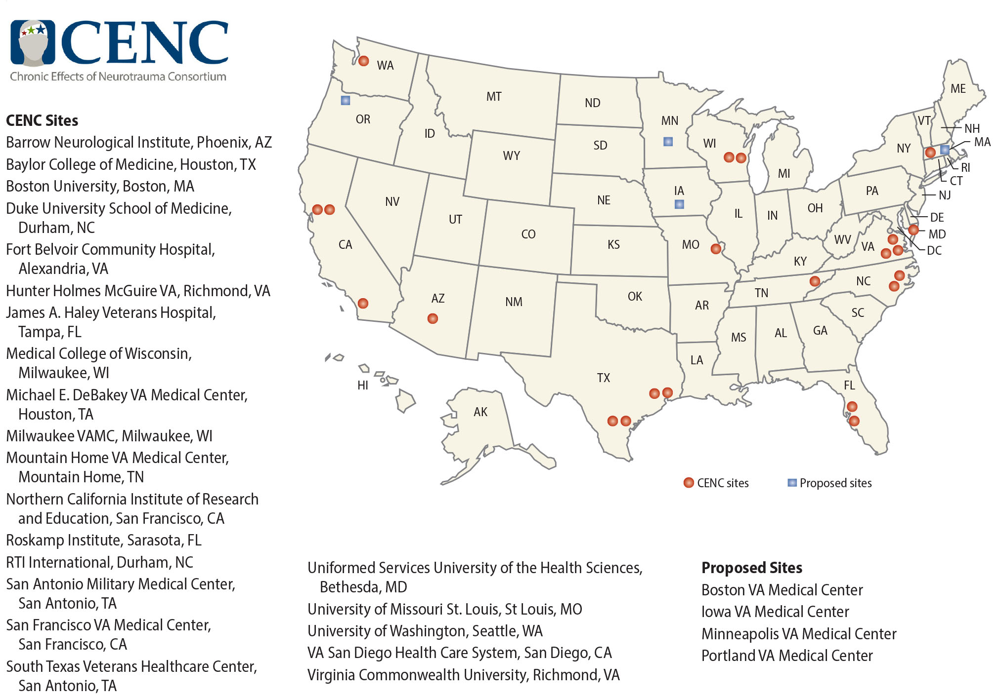 CENC
Chronic Effects of Neurotrauma Consortium
CENC Sites
Barrow Neurological Institute, Phoenix, AZ
Baylor College of Medicine, Houston, TX
Boston University, Boston, MA
Duke University School of Medicine,
Durham, NC
Fort Belvoir Community Hospital,
Alexandria, VA
Hunter Holmes McGuire VA, Richmond, VA
James A. Haley Veterans Hospital,
Tampa, FL
Medical College of Wisconsin,
Milwaukee, WI
Michael E. DeBakey VA Medical Center,
Houston, TA
Milwaukee VAMC, Milwaukee, WI
Mountain Home VA Medical Center,
Mountain Home, TN
Northern California Institute of Research
and Education, San Francisco, CA
Roskamp Institute, Sarasota, FL
RTI International, Durham, NC
San Antonio Military Medical Center,
San Antonio, TA
San Francisco VA Medical Center,
San Francisco, CA
South Texas Veterans Healthcare Center,
San Antonio, TA
Uniformed Services University of the Health Sciences,
Bethesda, MD
University of Missouri St. Louis, St Louis, MO
University of Washington, Seattle, WA
VA San Diego Health Care System, San Diego, CA
Virginia Commonwealth University, Richmond, VA
Proposed Sites
Boston VA Medical Center
Iowa VA Medical Center
Minneapolis VA Medical Center
Portland VA Medical Center
WA
MT
ND
MN
ME
OR
ID
SD
WI
VT
NH
MA
WY
NY
MI
RI
CT
NV
NE
IA
PA
NJ
UT
CO
IL
IN
OH
DE
CA
KS
MO
WV
VA
MD
DC
KY
AZ
NM
OK
AR
TN
NC
SC
MS
AL
GA
LA
TX
FL
HI
AK
CENC sites
Proposed sites